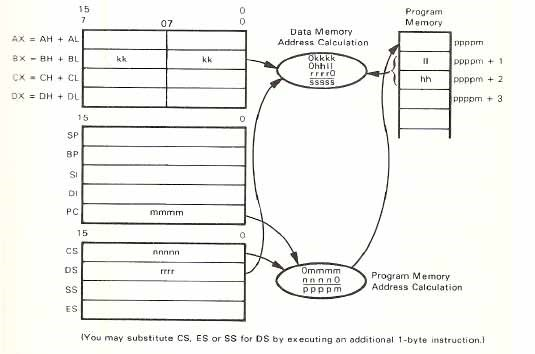 15 0
7 07 0
AX = AH + AL
BX = BH + BL kk kk
CX = CH + CL
DX = DH + DL
Data Memory
Address Calculation
0kkkk
0hhll
rrrr0
sssss
Program
Memory
ppppm
ll ppppm + 1
hh ppppm + 2
ppppm + 3
15 0
SP
BP
SI
DI
PC mmmm
15 0
CS nnnnn
DS rrrr
SS
ES
0mmmm
nnnn0
ppppm
Program Memory
Address Calculation
(You may substitute CS, ES or SS for DS by executing an additional 1-byte instruction.)